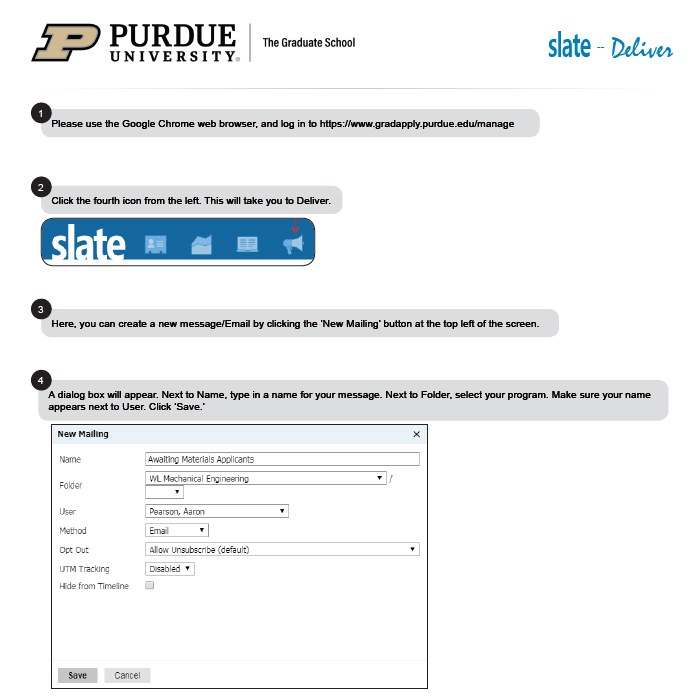 PURDUE
UNIVERSITY®
The Graduate School
slate -- Deliver
1
Please use the Google Chrome web browser, and log in to https://www.gradapply.purdue.edu/manage
2
Click the fourth icon from the left. This will take you to Deliver.
slate
3
Here, you can create a new message/Email by clicking the 'New Mailing' button at the top left of the screen.
4
A dialog box will appear. Next to Name, type in a name for your message. Next to Folder, select your program. Make sure your name
appears next to User. Click 'Save.'
New Mailing
Name Awaiting Materials Applicants
Folder WL Mechanical Engineering /
User Pearson, Aaron
Method Email
Opt Out Allow Unsubscribe (default)
UTM Tracking Disabled
Hide from Timeline
Save Cancel